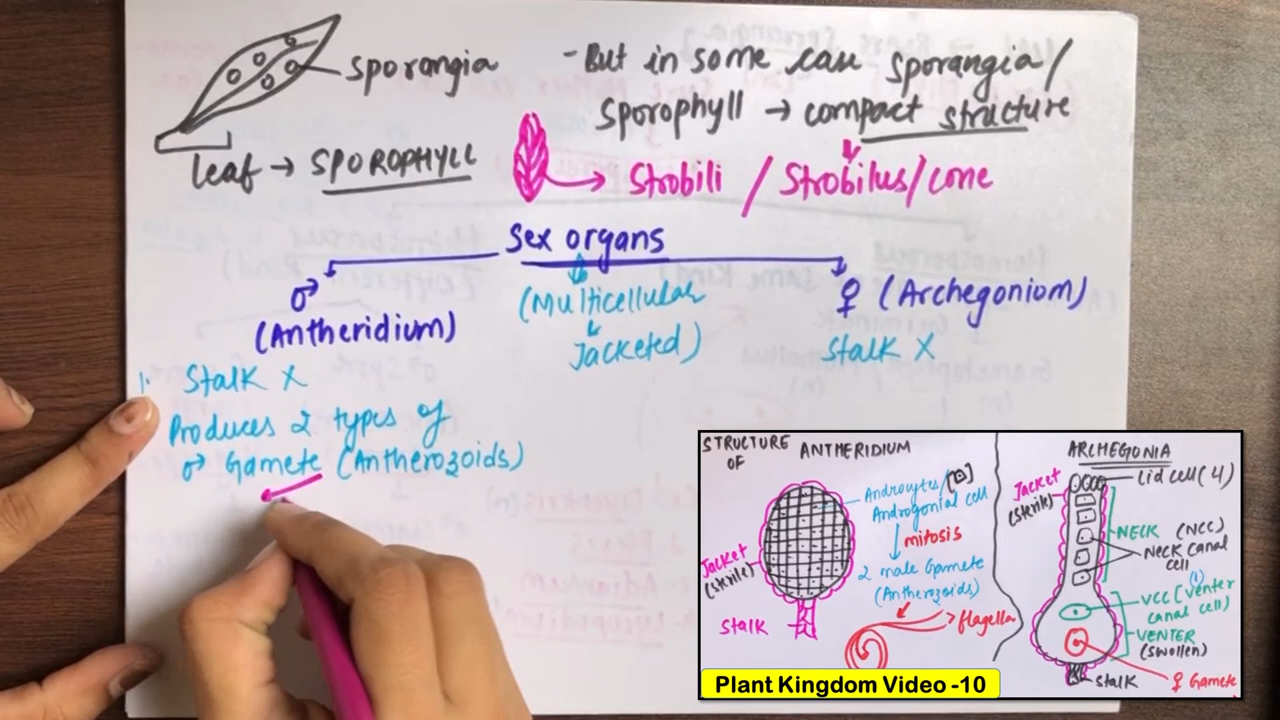 sporangia
leaf → SPOROPHYLL
- But in some case sporangia/
Sporophyll → compact structure
Strobili / Strobilus/cone
Sex organs
♂
(Antheridium)
(Multicellular
Jacketed)
♀ (Archegonium)
Stalk X
1. Stalk X
Produces 2 types of
♂ Gamete (Antherozoids)
STRUCTURE
OF
ANTHERIDIUM
Androcytes/
Androgonial cell
mitosis
2 male Gamete
(Antherozoids)
flagella
Jacket
(sterile)
Stalk
ARCHEGONIA
Jacket
(sterile)
Lid cell (4)
NECK (NCC)
Neck canal
cell
(1)
VCC (venter
canal cell)
VENTER
(swollen)
♀ Gamete
Stalk
Plant Kingdom Video -10